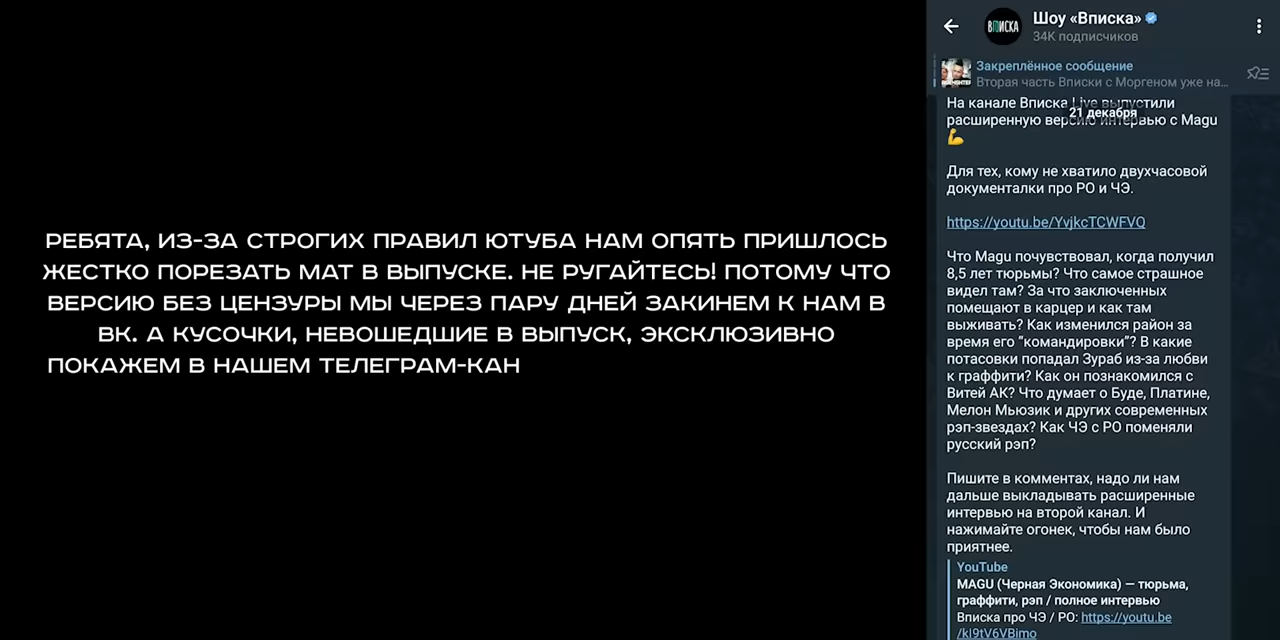 РЕБЯТА, ИЗ-ЗА СТРОГИХ ПРАВИЛ ЮТУБА НАМ ОПЯТЬ ПРИШЛОСЬ
ЖЕСТКО ПОРЕЗАТЬ МАТ В ВЫПУСКЕ. НЕ РУГАЙТЕСЬ! ПОТОМУ ЧТО
ВЕРСИЮ БЕЗ ЦЕНЗУРЫ МЫ ЧЕРЕЗ ПАРУ ДНЕЙ ЗАКИНЕМ К НАМ В
ВК. А КУСОЧКИ, НЕВОШЕДШИЕ В ВЫПУСК, ЭКСКЛЮЗИВНО
ПОКАЖЕМ В НАШЕМ ТЕЛЕГРАМ-КАН
ВПИСКА
Шоу «Вписка»
34K подписчиков
Закреплённое сообщение
Вторая часть Вписки с Моргеном уже на...
На канале Вписка Live выпустили
21 декабря
расширенную версию интервью с Magu
💪
Для тех, кому не хватило двухчасовой
документалки про РО и ЧЭ.
https://youtu.be/YvjkcTCWFVQ
Что Magu почувствовал, когда получил
8,5 лет тюрьмы? Что самое страшное
видел там? За что заключенных
помещают в карцер и как там
выживать? Как изменился район за
время его “командировки”? В какие
потасовки попадал Зураб из-за любви
к граффити? Как он познакомился с
Витей АК? Что думает о Буде, Платине,
Мелон Мьюзик и других современных
рэп-звездах? Как ЧЭ с РО поменяли
русский рэп?
Пишите в комментах, надо ли нам
дальше выкладывать расширенные
интервью на второй канал. И
нажимайте огонек, чтобы нам было
приятнее.
YouTube
MAGU (Черная Экономика) — тюрьма,
граффити, рэп / полное интервью
Вписка про ЧЭ / РО: https://youtu.be
/kI9tV6VBimo